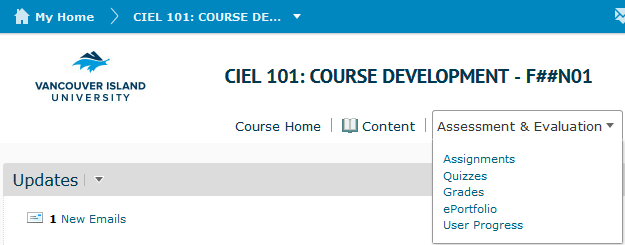 My Home CIEL 101: COURSE DE...
VANCOUVER ISLAND
UNIVERSITY
CIEL 101: COURSE DEVELOPMENT - F##N01
Course Home Content Assessment & Evaluation
Assignments
Quizzes
Grades
ePortfolio
User Progress
Updates
1 New Emails